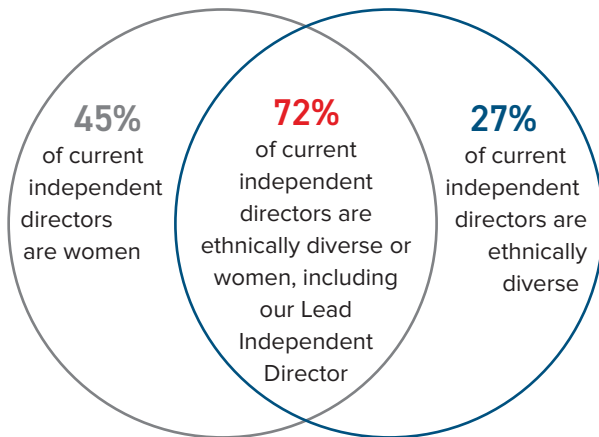 45%
of current
independent
directors
are women
72%
of current
independent
directors are
ethnically diverse or
women, including
our Lead
Independent
Director
27%
of current
independent
directors are
ethnically
diverse